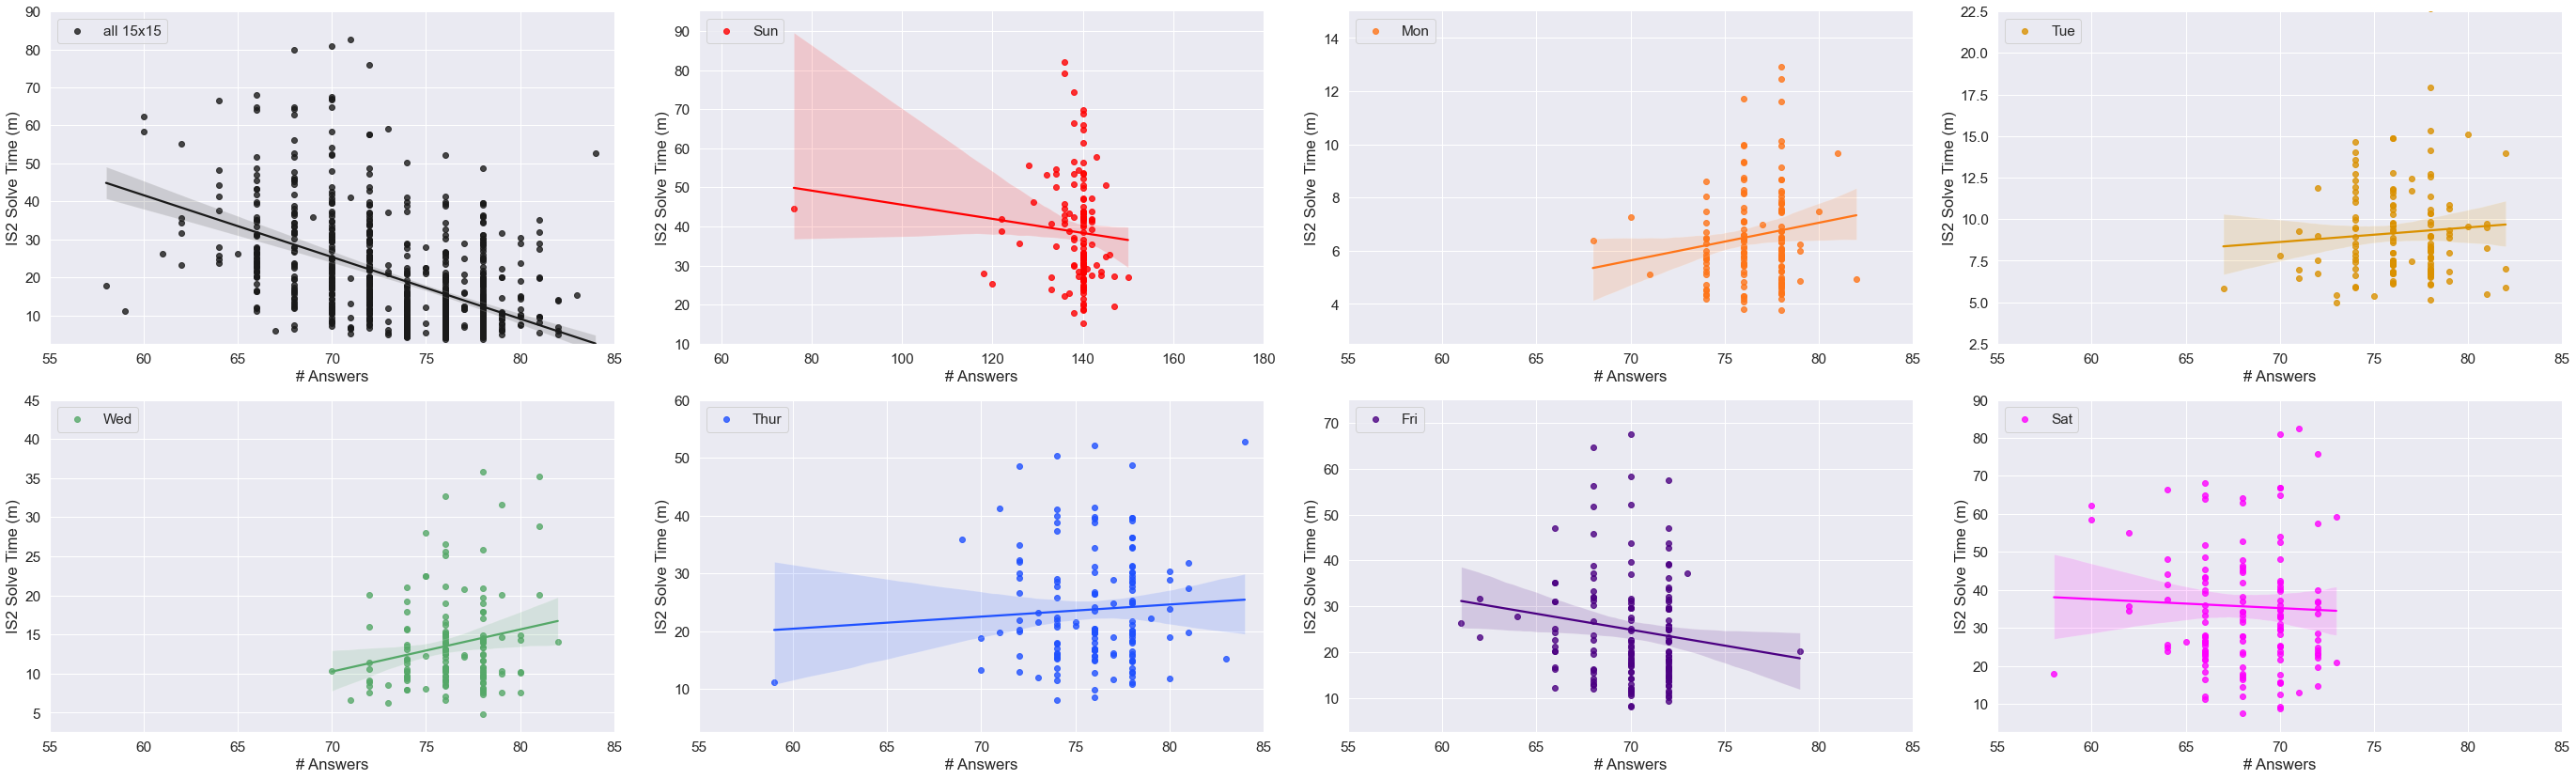 all 15x15
IS2 Solve Time (m)
90
80
70
60
50
40
30
20
10
55 60 65 70 75 80 85
# Answers
Sun
IS2 Solve Time (m)
90
80
70
60
50
40
30
20
10
60 80 100 120 140 160 180
# Answers
Mon
IS2 Solve Time (m)
14
12
10
8
6
4
55 60 65 70 75 80 85
# Answers
Tue
IS2 Solve Time (m)
22.5
20.0
17.5
15.0
12.5
10.0
7.5
5.0
2.5
55 60 65 70 75 80 85
# Answers
Wed
IS2 Solve Time (m)
45
40
35
30
25
20
15
10
5
55 60 65 70 75 80 85
# Answers
Thur
IS2 Solve Time (m)
60
50
40
30
20
10
55 60 65 70 75 80 85
# Answers
Fri
IS2 Solve Time (m)
70
60
50
40
30
20
10
55 60 65 70 75 80 85
# Answers
Sat
IS2 Solve Time (m)
90
80
70
60
50
40
30
20
10
55 60 65 70 75 80 85
# Answers